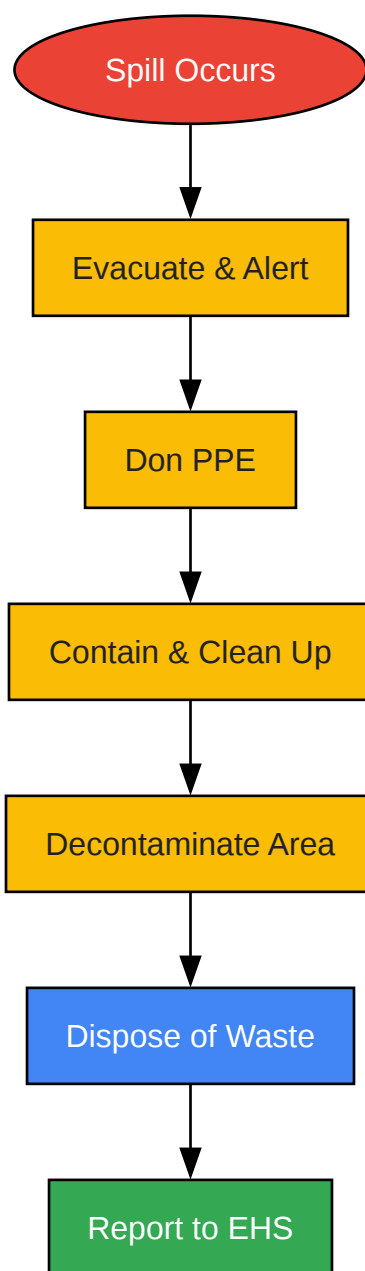 Spill Occurs
Evacuate & Alert
Don PPE
Contain & Clean Up
Decontaminate Area
Dispose of Waste
Report to EHS